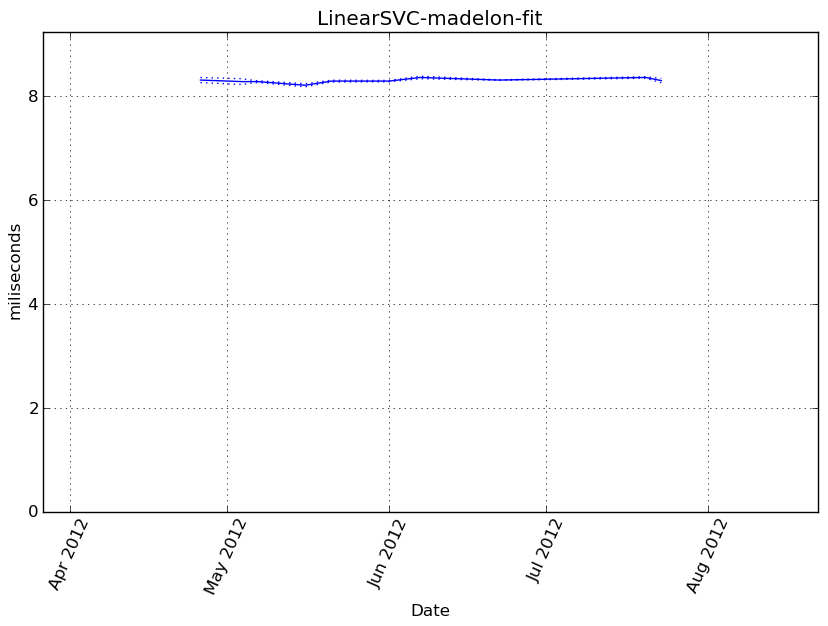 LinearSVC-madelon-fit
miliseconds
8
6
4
2
0
Apr 2012
May 2012
Jun 2012
Jul 2012
Aug 2012
Date